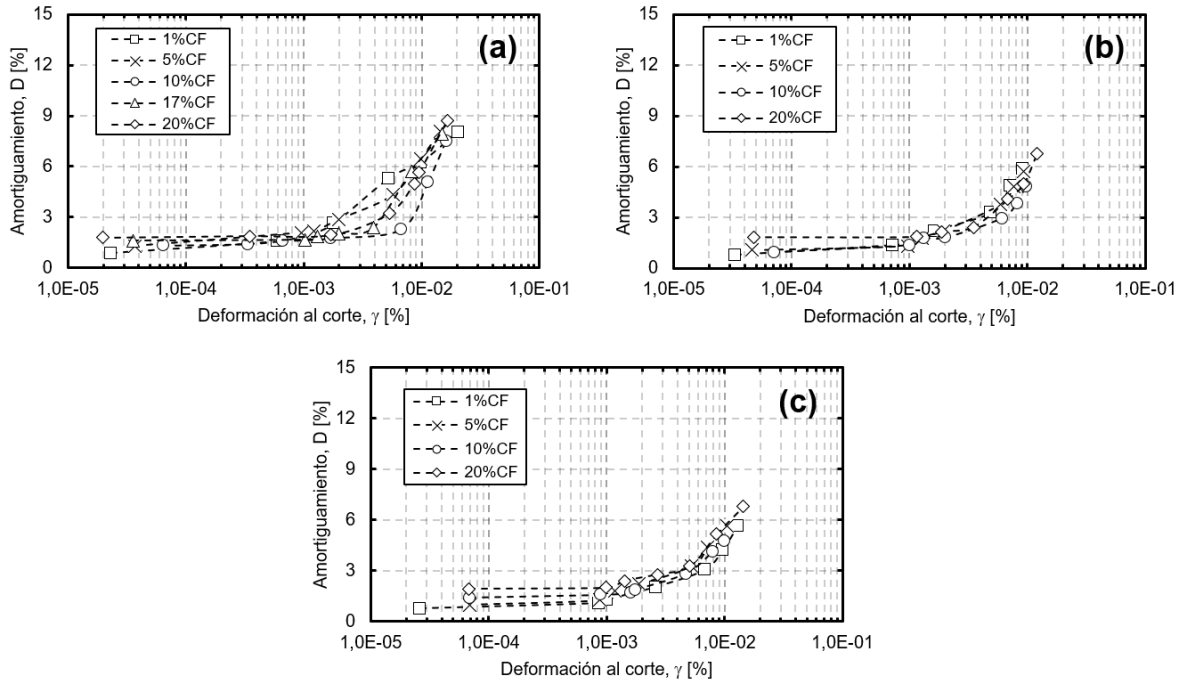 (a)
Amortiguamiento, D [%]
15
12
9
6
3
0
1%CF
5%CF
10%CF
17%CF
20%CF
1,0E-05 1,0E-04 1,0E-03 1,0E-02 1,0E-01
Deformación al corte, γ [%]
(b)
Amortiguamiento, D [%]
15
12
9
6
3
0
1%CF
5%CF
10%CF
20%CF
1,0E-05 1,0E-04 1,0E-03 1,0E-02 1,0E-01
Deformación al corte, γ [%]
(c)
Amortiguamiento, D [%]
15
12
9
6
3
0
1%CF
5%CF
10%CF
20%CF
1,0E-05 1,0E-04 1,0E-03 1,0E-02 1,0E-01
Deformación al corte, γ [%]